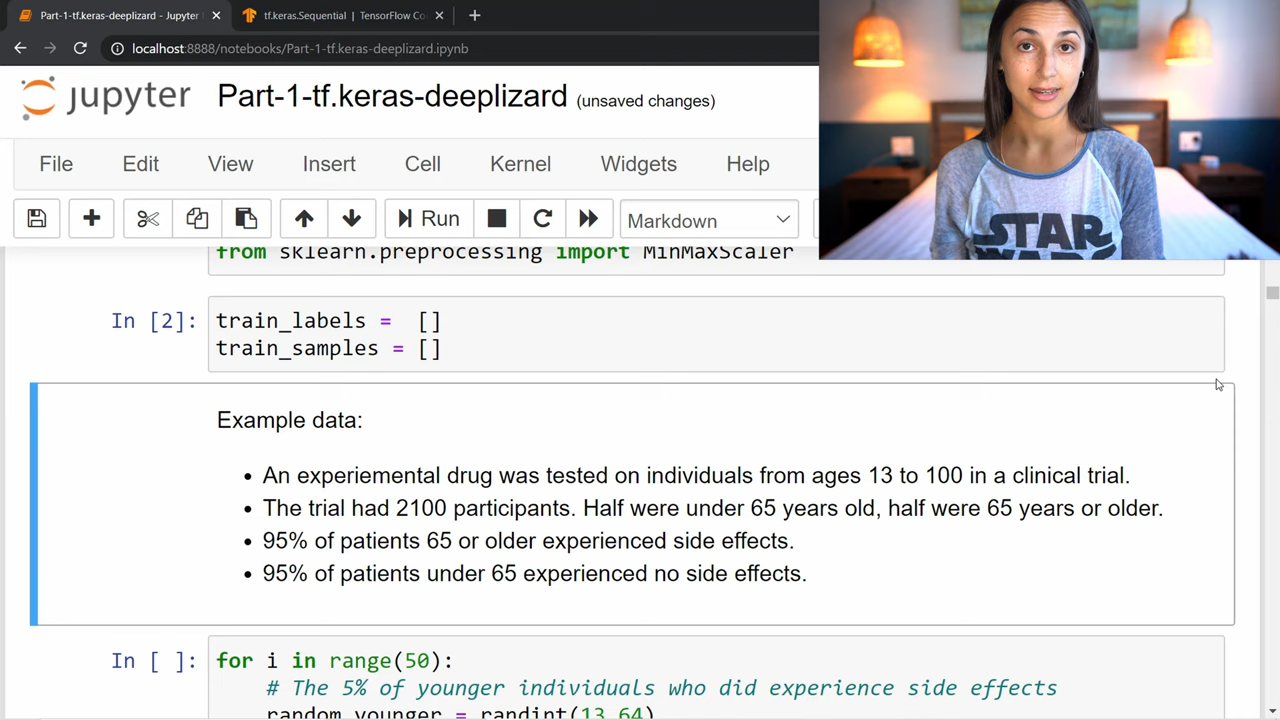 Part-1-tf.keras-deeplizard - Jupyter
tf.keras.Sequential | TensorFlow Co
localhost:8888/notebooks/Part-1-tf.keras-deeplizard.ipynb
jupyter Part-1-tf.keras-deeplizard (unsaved changes)
File Edit View Insert Cell Kernel Widgets Help
Run Markdown
STAR
WARS
from sklearn.preprocessing import MinMaxScaler
In [2]: train_labels =  []
train_samples = []
Example data:
• An experiemental drug was tested on individuals from ages 13 to 100 in a clinical trial.
• The trial had 2100 participants. Half were under 65 years old, half were 65 years or older.
• 95% of patients 65 or older experienced side effects.
• 95% of patients under 65 experienced no side effects.
In [ ]: for i in range(50):
# The 5% of younger individuals who did experience side effects
random_younger = randint(13,64)